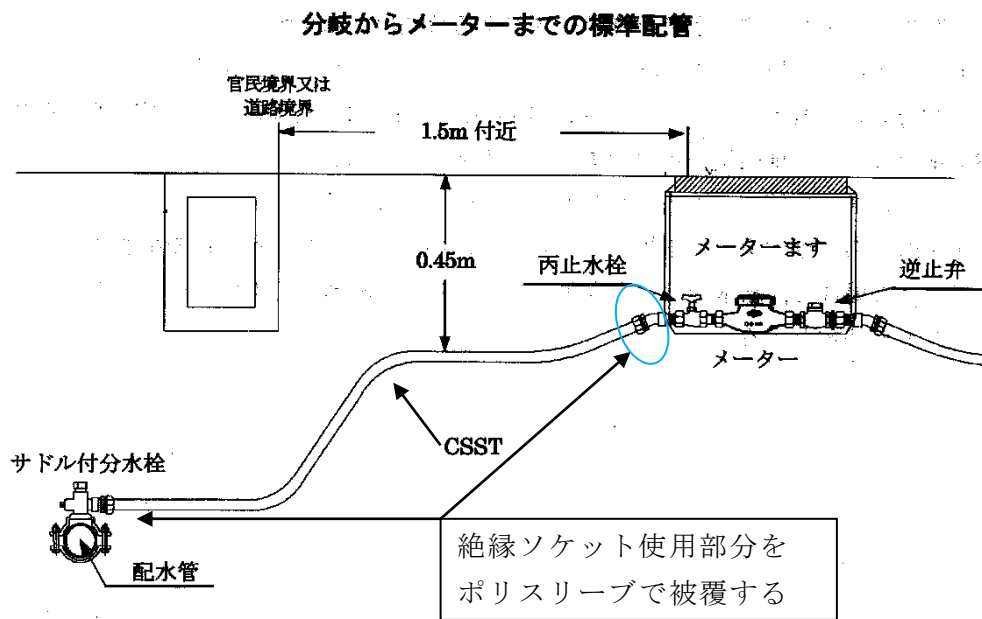 分岐からメーターまでの標準配管
官民境界又は
道路境界
1.5m 付近
0.45m
丙止水栓
メーターます
逆止弁
メーター
CSST
サドル付分水栓
配水管
絶縁ソケット使用部分を
ポリスリーブで被覆する